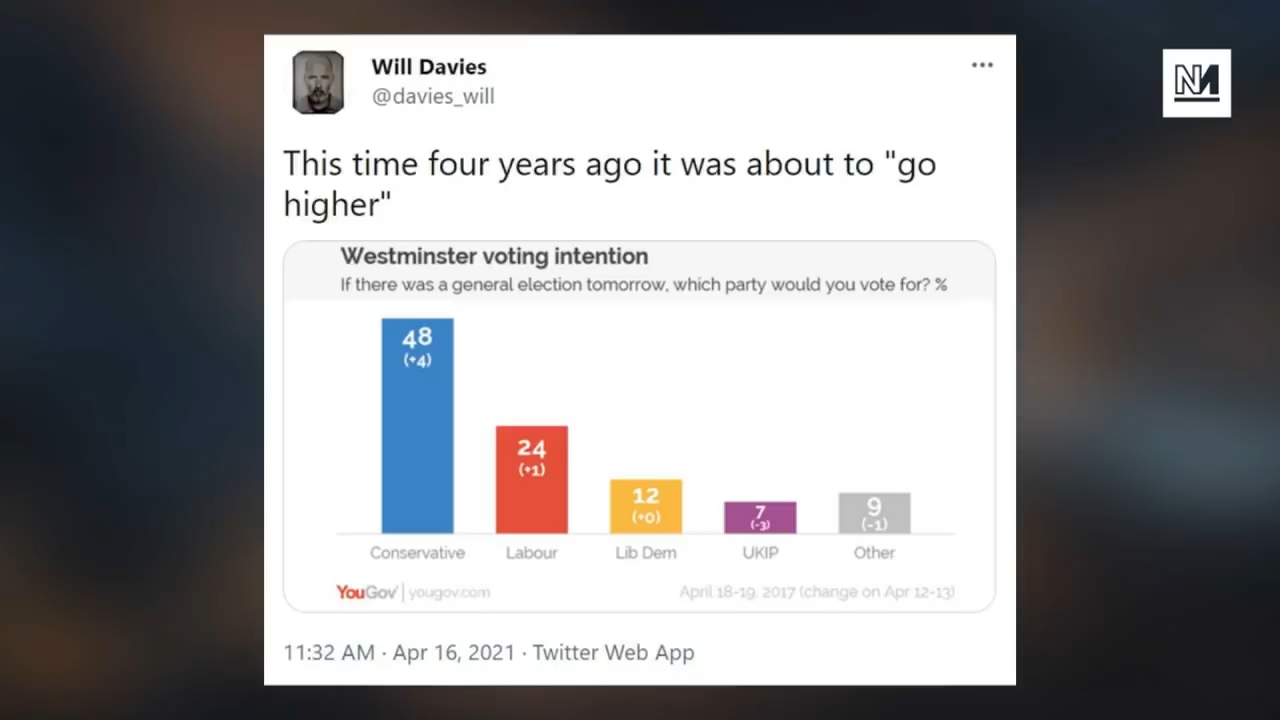 Will Davies
@davies_will
NM
This time four years ago it was about to "go
higher"
Westminster voting intention
If there was a general election tomorrow, which party would you vote for? %
48
(+4)
24
(+1)
12
(+0)
7
(-3)
9
(-1)
Conservative
Labour
Lib Dem
UKIP
Other
YouGov | yougov.com
April 18-19, 2017 (change on Apr 12-13)
11:32 AM · Apr 16, 2021 · Twitter Web App